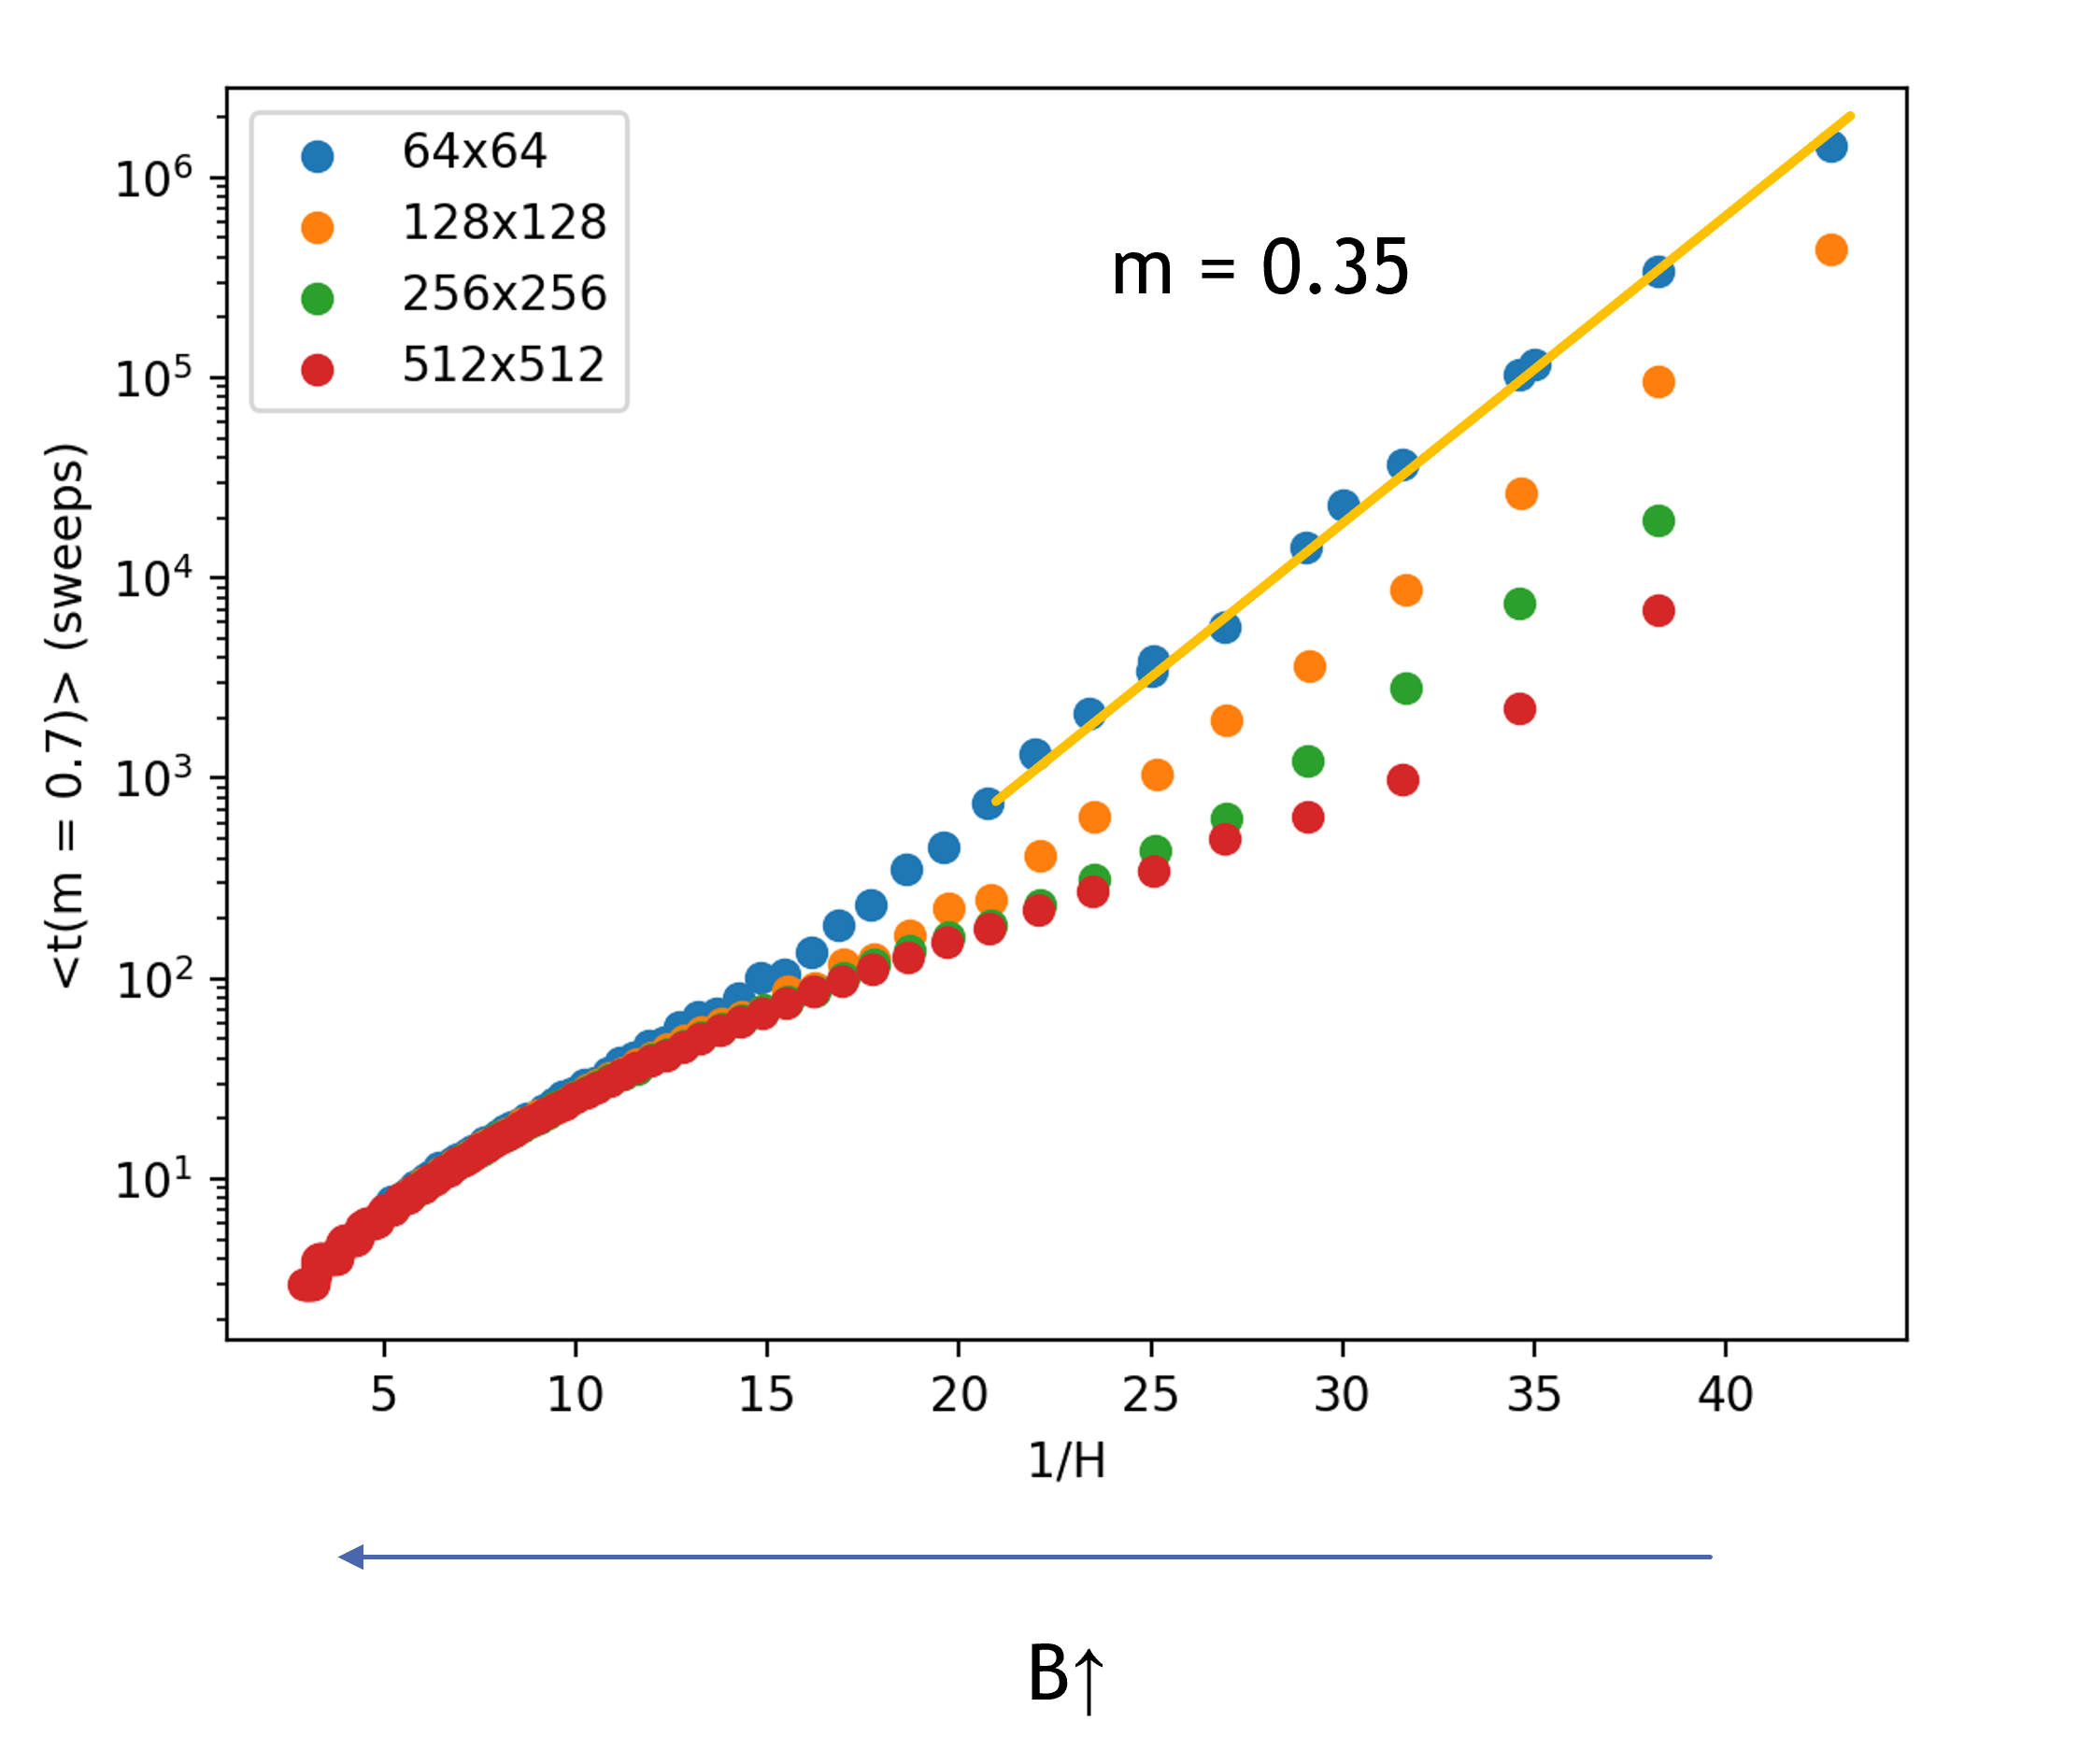 64x64
128x128
256x256
512x512
m = 0.35
10⁶
10⁵
10⁴
10³
10²
10¹
<t(m = 0.7)> (sweeps)
5 10 15 20 25 30 35 40
1/H
B↑